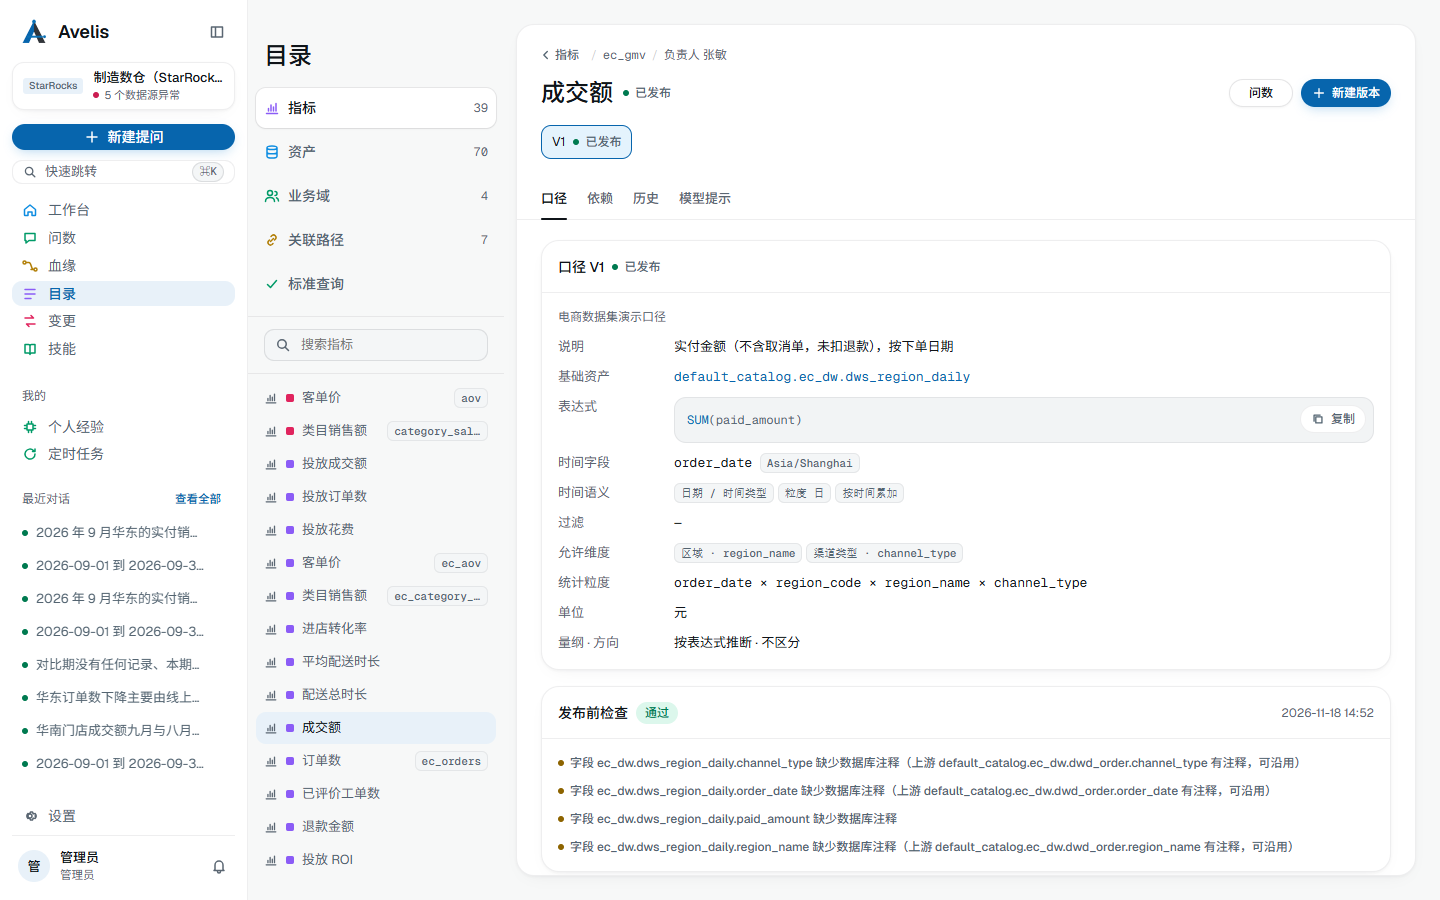 Avelis
StarRocks
制造数仓（StarRock...
5 个数据源异常
新建提问
快速跳转
⌘K
工作台
问数
血缘
目录
变更
技能
我的
个人经验
定时任务
最近对话
查看全部
2026 年 9 月华东的实付销...
2026-09-01 到 2026-09-3...
2026 年 9 月华东的实付销...
2026-09-01 到 2026-09-3...
对比期没有任何记录、本期...
华东订单数下降主要由线上...
华南门店成交额九月与八月...
2026-09-01 到 2026-09-3...
设置
管
管理员
管理员
目录
指标 39
资产 70
业务域 4
关联路径 7
标准查询
搜索指标
客单价 aov
类目销售额 category_sal…
投放成交额
投放订单数
投放花费
客单价 ec_aov
类目销售额 ec_category_…
进店转化率
平均配送时长
配送总时长
成交额
订单数 ec_orders
已评价工单数
退款金额
投放 ROI
指标 / ec_gmv / 负责人 张敏
成交额 已发布
问数
新建版本
V1 已发布
口径 依赖 历史 模型提示
口径 V1 已发布
电商数据集演示口径
说明 实付金额（不含取消单，未扣退款），按下单日期
基础资产 default_catalog.ec_dw.dws_region_daily
表达式 SUM(paid_amount) 复制
时间字段 order_date Asia/Shanghai
时间语义 日期 / 时间类型 粒度 日 按时间累加
过滤 —
允许维度 区域 · region_name 渠道类型 · channel_type
统计粒度 order_date × region_code × region_name × channel_type
单位 元
量纲 · 方向 按表达式推断 · 不区分
发布前检查 通过 2026-11-18 14:52
字段 ec_dw.dws_region_daily.channel_type 缺少数据库注释（上游 default_catalog.ec_dw.dwd_order.channel_type 有注释，可沿用）
字段 ec_dw.dws_region_daily.order_date 缺少数据库注释（上游 default_catalog.ec_dw.dwd_order.order_date 有注释，可沿用）
字段 ec_dw.dws_region_daily.paid_amount 缺少数据库注释
字段 ec_dw.dws_region_daily.region_name 缺少数据库注释（上游 default_catalog.ec_dw.dwd_order.region_name 有注释，可沿用）